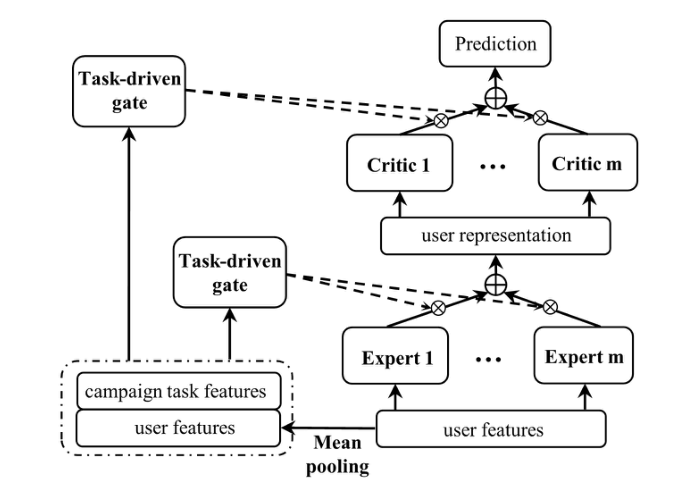 Prediction
Task-driven
gate
Critic 1
...
Critic m
user representation
Task-driven
gate
Expert 1
...
Expert m
campaign task features
user features
Mean
pooling
user features